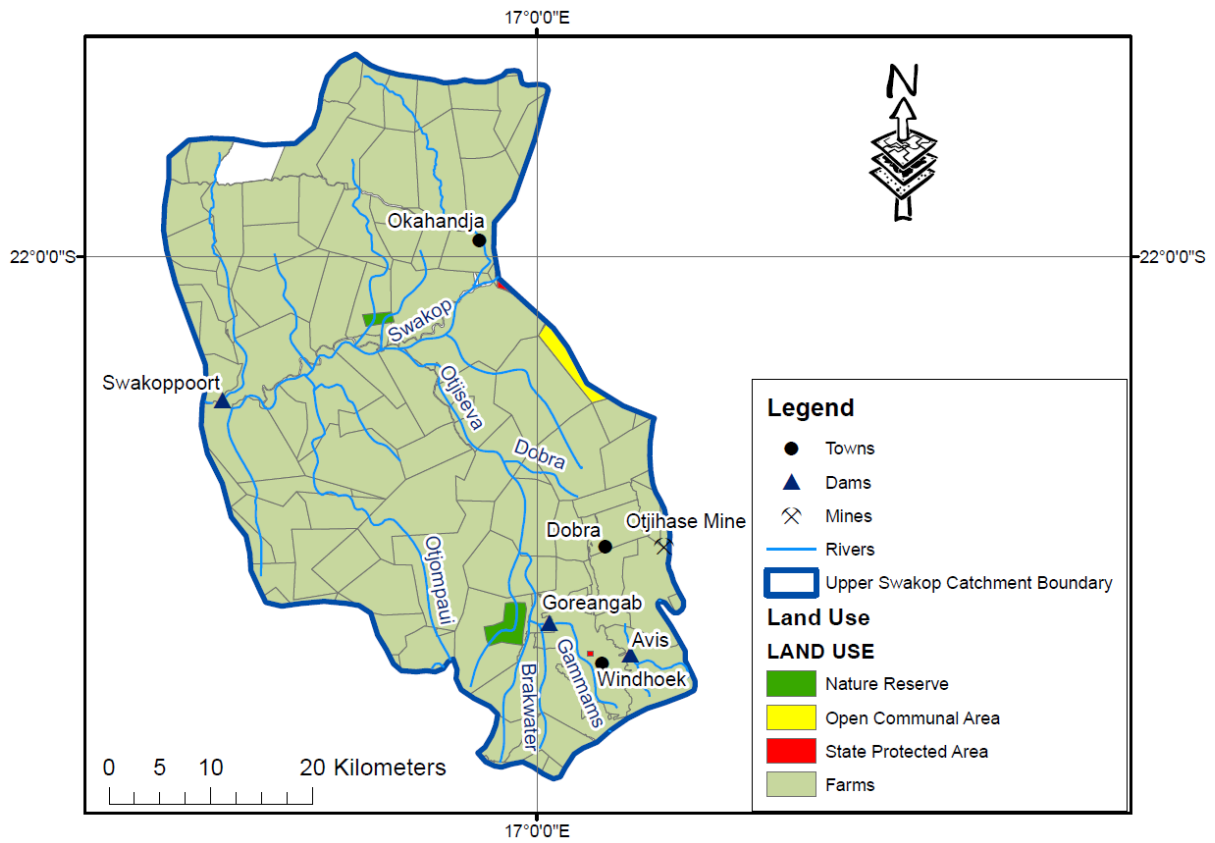 17°0'0"E
N
22°0'0"S
22°0'0"S
Okahandja
Swakop
Swakoppoort
Otjiseva
Dobra
Otjihase Mine
Dobra
Otjompaui
Goreangab
Avis
Gammams
Windhoek
Brakwater
Legend
Towns
Dams
Mines
Rivers
Upper Swakop Catchment Boundary
Land Use
LAND USE
Nature Reserve
Open Communal Area
State Protected Area
Farms
0 5 10 20 Kilometers
17°0'0"E